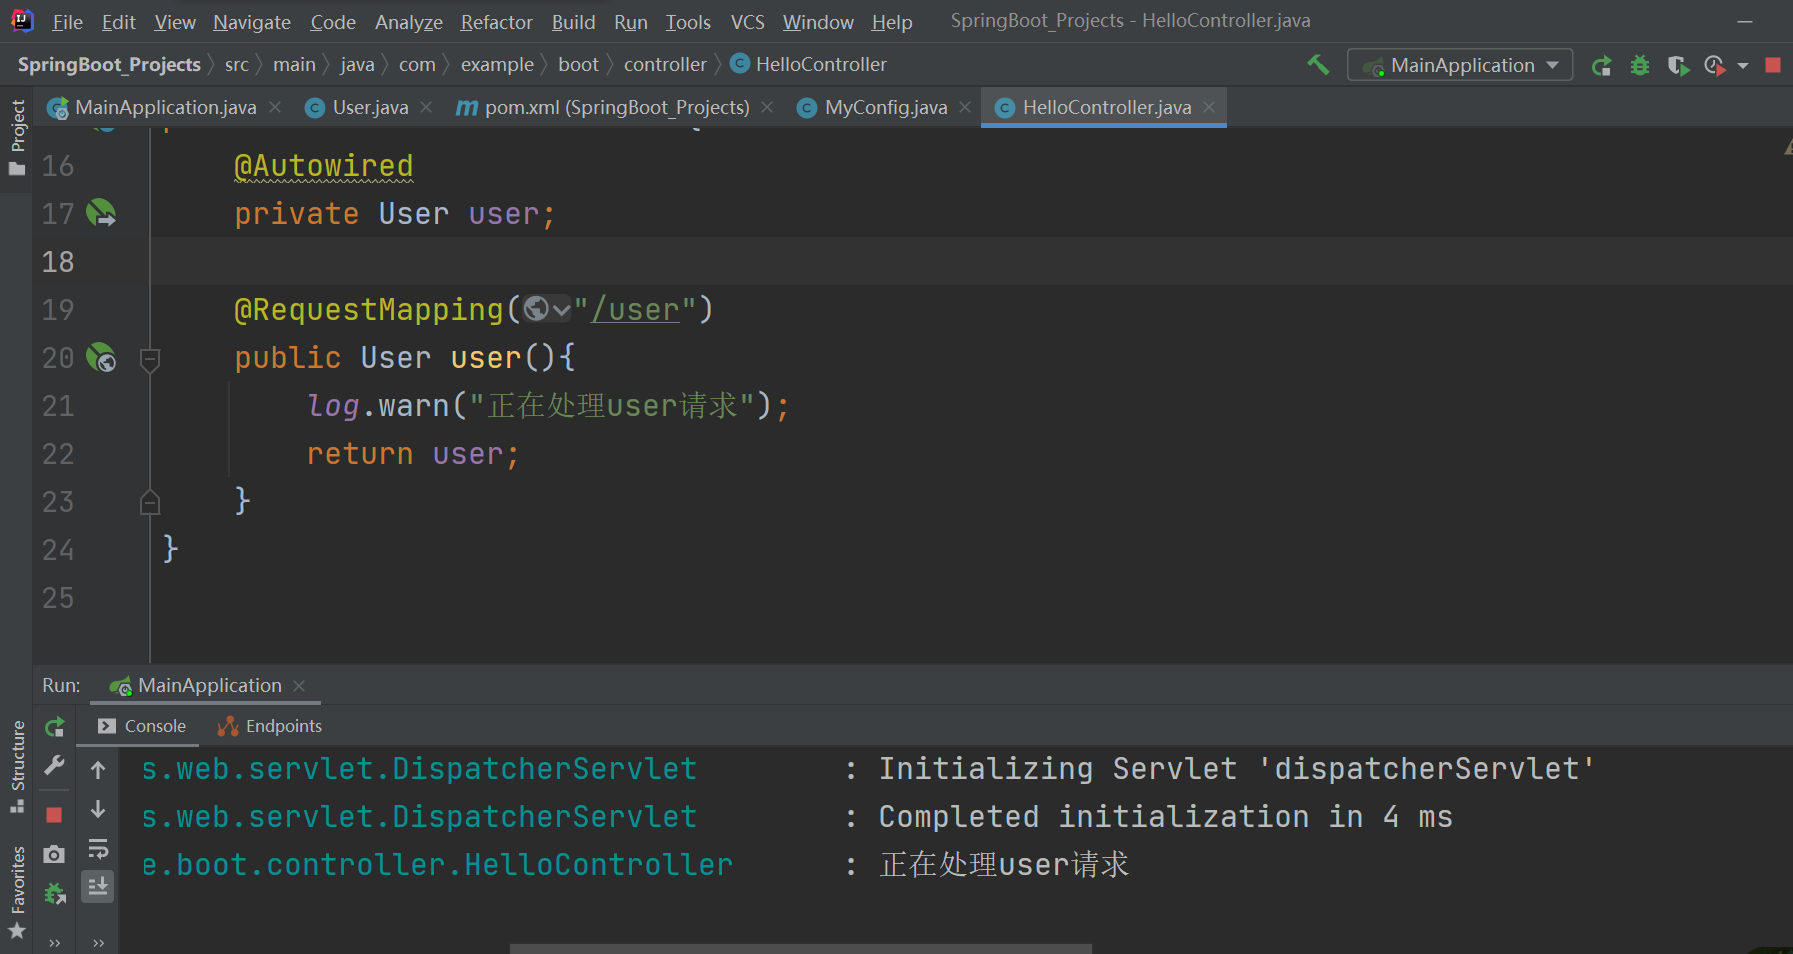 File Edit View Navigate Code Analyze Refactor Build Run Tools VCS Window Help SpringBoot_Projects - HelloController.java
SpringBoot_Projects src main java com example boot controller HelloController MainApplication
MainApplication.java User.java pom.xml (SpringBoot_Projects) MyConfig.java HelloController.java
Project
16 @Autowired
17 private User user;
18
19 @RequestMapping("/user")
20 public User user(){
21 log.warn("正在处理user请求");
22 return user;
23 }
24 }
25
Run: MainApplication
Console Endpoints
Structure
Favorites
s.web.servlet.DispatcherServlet : Initializing Servlet 'dispatcherServlet'
s.web.servlet.DispatcherServlet : Completed initialization in 4 ms
e.boot.controller.HelloController : 正在处理user请求